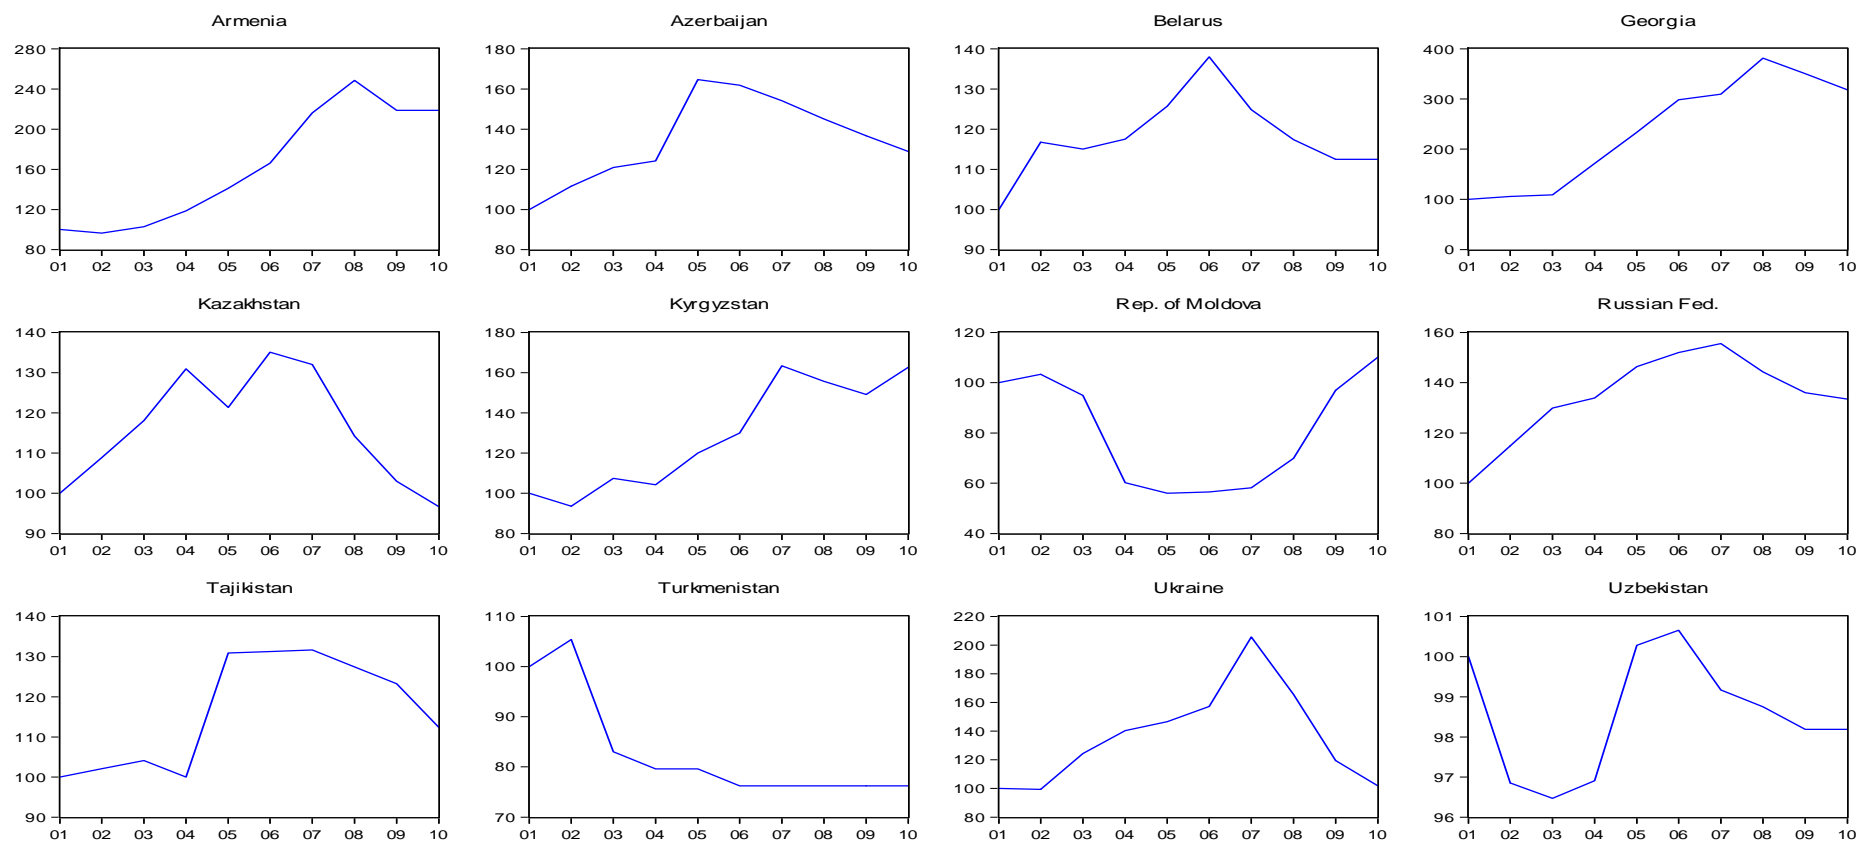 Armenia
280
240
200
160
120
80
01 02 03 04 05 06 07 08 09 10
Azerbaijan
180
160
140
120
100
80
01 02 03 04 05 06 07 08 09 10
Belarus
140
130
120
110
100
90
01 02 03 04 05 06 07 08 09 10
Georgia
400
300
200
100
0
01 02 03 04 05 06 07 08 09 10
Kazakhstan
140
130
120
110
100
90
01 02 03 04 05 06 07 08 09 10
Kyrgyzstan
180
160
140
120
100
80
01 02 03 04 05 06 07 08 09 10
Rep. of Moldova
120
100
80
60
40
01 02 03 04 05 06 07 08 09 10
Russian Fed.
160
140
120
100
80
01 02 03 04 05 06 07 08 09 10
Tajikistan
140
130
120
110
100
90
01 02 03 04 05 06 07 08 09 10
Turkmenistan
110
100
90
80
70
01 02 03 04 05 06 07 08 09 10
Ukraine
220
200
180
160
140
120
100
80
01 02 03 04 05 06 07 08 09 10
Uzbekistan
101
100
99
98
97
96
01 02 03 04 05 06 07 08 09 10